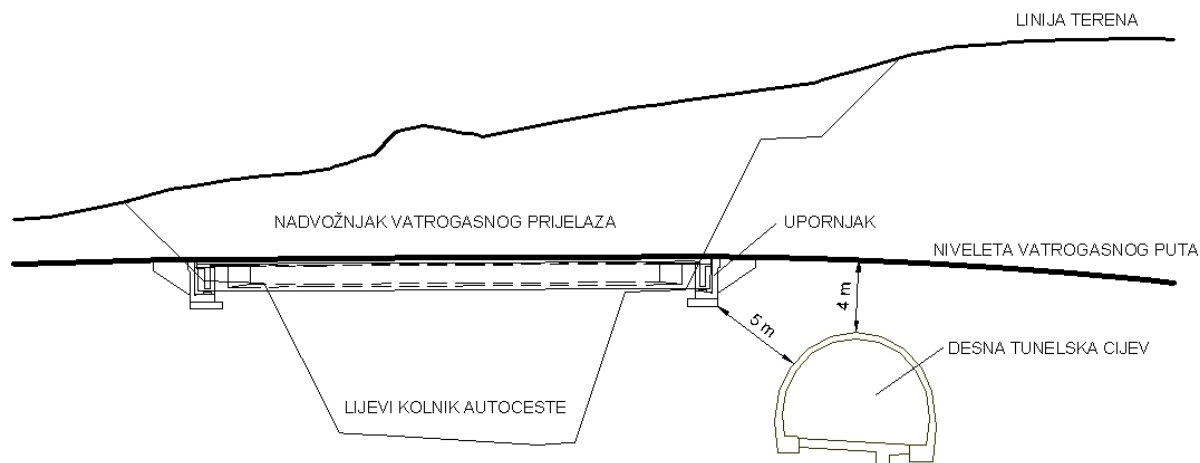 LINIJA TERENA
NADVOŽNJAK VATROGASNOG PRIJELAZA
UPORNJAK
NIVELETA VATROGASNOG PUTA
4 m
5 m
DESNA TUNELSKA CIJEV
LIJEVI KOLNIK AUTOCESTE